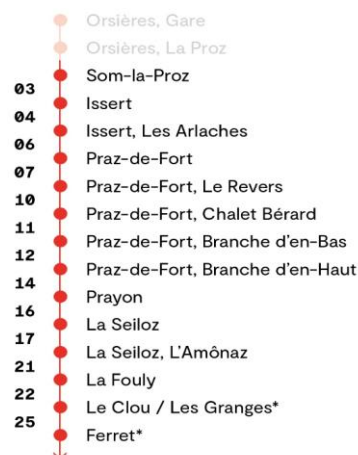 Orsières, Gare
Orsières, La Proz
Som-la-Proz
03
Issert
04
Issert, Les Arlaches
06
Praz-de-Fort
07
Praz-de-Fort, Le Revers
10
Praz-de-Fort, Chalet Bérard
11
Praz-de-Fort, Branche d'en-Bas
12
Praz-de-Fort, Branche d'en-Haut
14
Prayon
16
La Seiloz
17
La Seiloz, L'Amônaz
21
La Fouly
22
Le Clou / Les Granges*
25
Ferret*